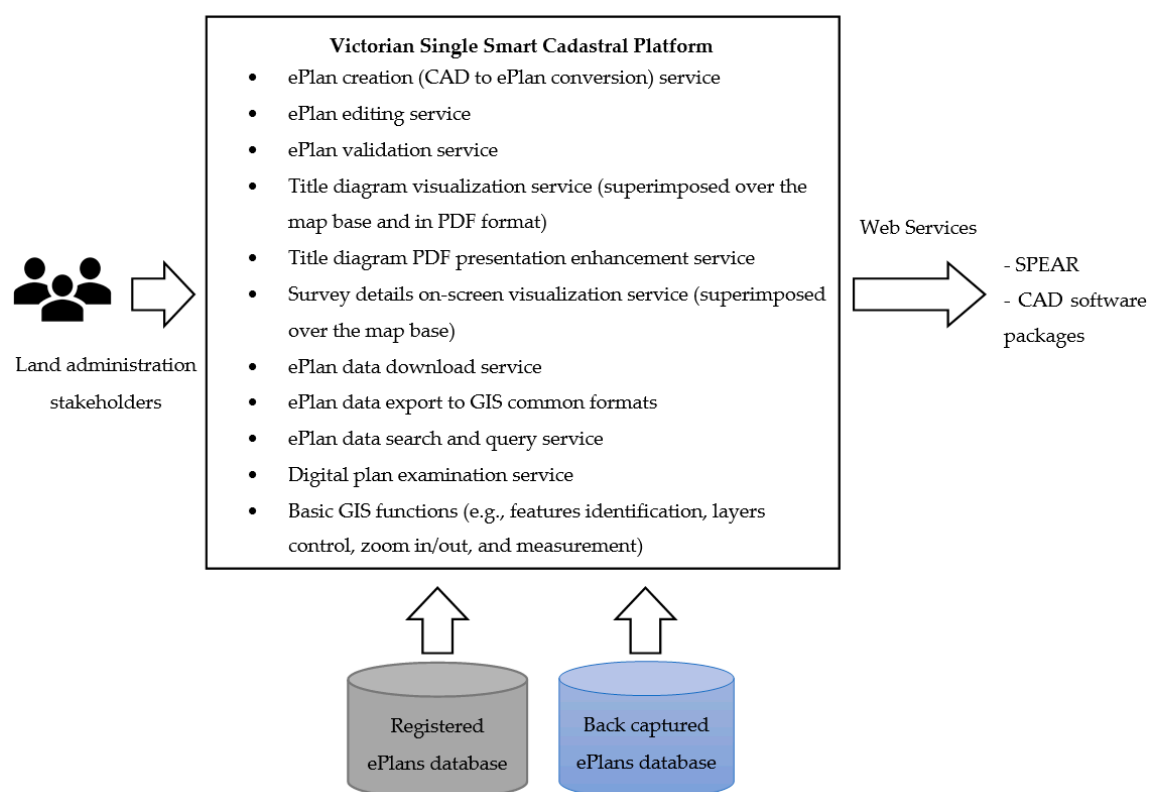 Victorian Single Smart Cadastral Platform
• ePlan creation (CAD to ePlan conversion) service
• ePlan editing service
• ePlan validation service
• Title diagram visualization service (superimposed over the
map base and in PDF format)
• Title diagram PDF presentation enhancement service
• Survey details on-screen visualization service (superimposed
over the map base)
• ePlan data download service
• ePlan data export to GIS common formats
• ePlan data search and query service
• Digital plan examination service
• Basic GIS functions (e.g., features identification, layers
control, zoom in/out, and measurement)
Land administration
stakeholders
Web Services
- SPEAR
- CAD software
packages
Registered
ePlans database
Back captured
ePlans database